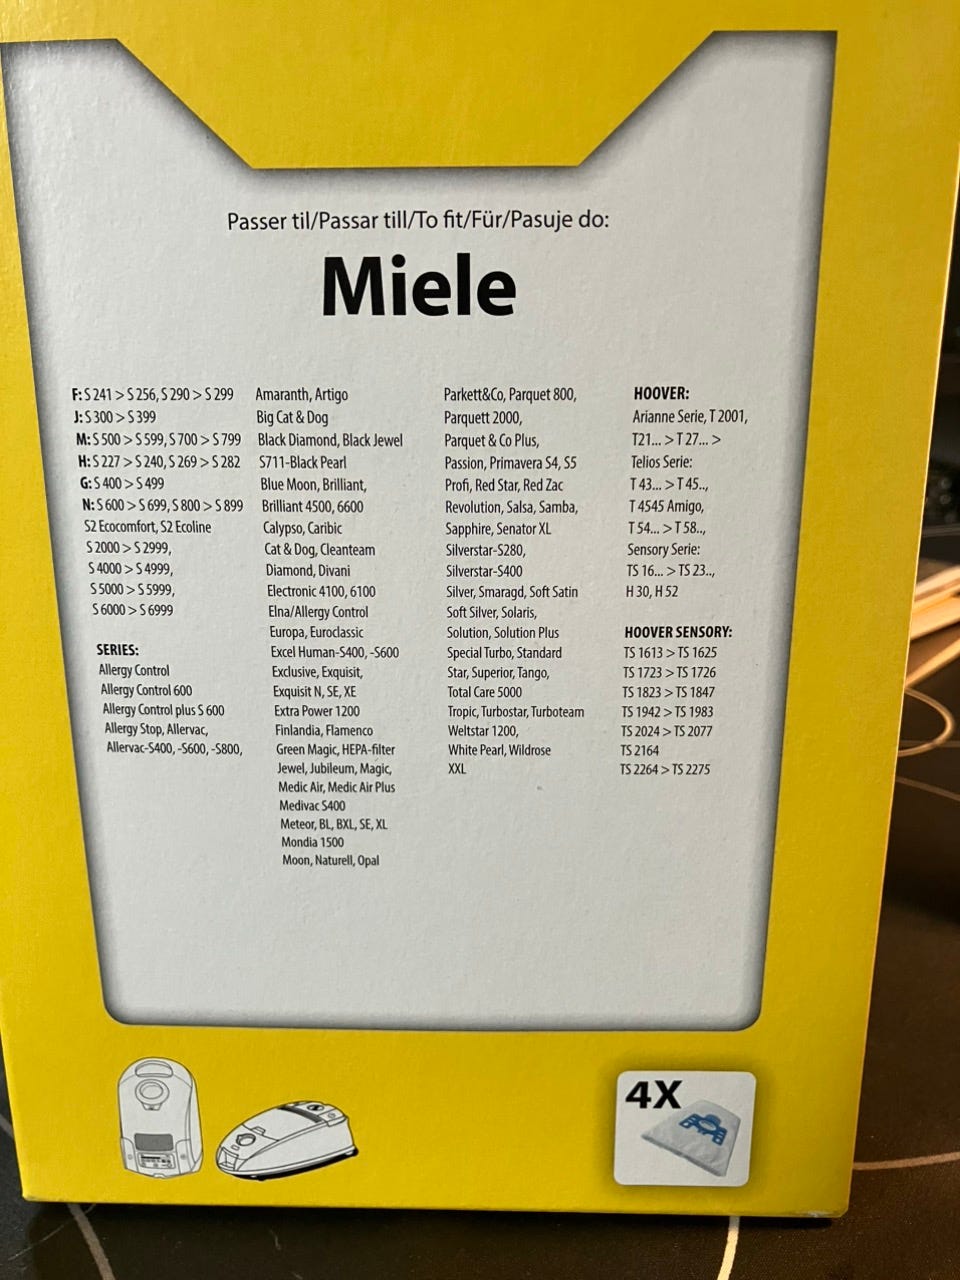 Passer til/Passar till/To fit/Für/Pasuje do:
Miele
F: S 241 > S 256, S 290 > S 299
J: S 300 > S 399
M: S 500 > S 599, S 700 > S 799
H: S 227 > S 240, S 269 > S 282
G: S 400 > S 499
N: S 600 > S 699, S 800 > S 899
S2 Ecocomfort, S2 Ecoline
S 2000 > S 2999,
S 4000 > S 4999,
S 5000 > S 5999,
S 6000 > S 6999
SERIES:
Allergy Control
Allergy Control 600
Allergy Control plus S 600
Allergy Stop, Allervac,
Allervac-S400, -S600, -S800,
Amaranth, Artigo
Big Cat & Dog
Black Diamond, Black Jewel
S711-Black Pearl
Blue Moon, Brilliant,
Brilliant 4500, 6600
Calypso, Caribic
Cat & Dog, Cleanteam
Diamond, Divani
Electronic 4100, 6100
Elna/Allergy Control
Europa, Euroclassic
Excel Human-S400, -S600
Exclusive, Exquisit,
Exquisit N, SE, XE
Extra Power 1200
Finlandia, Flamenco
Green Magic, HEPA-filter
Jewel, Jubileum, Magic,
Medic Air, Medic Air Plus
Medivac S400
Meteor, BL, BXL, SE, XL
Mondia 1500
Moon, Naturell, Opal
Parkett&Co, Parquet 800,
Parquett 2000,
Parquet & Co Plus,
Passion, Primavera S4, S5
Profi, Red Star, Red Zac
Revolution, Salsa, Samba,
Sapphire, Senator XL
Silverstar-S280,
Silverstar-S400
Silver, Smaragd, Soft Satin
Soft Silver, Solaris,
Solution, Solution Plus
Special Turbo, Standard
Star, Superior, Tango,
Total Care 5000
Tropic, Turbostar, Turboteam
Weltstar 1200,
White Pearl, Wildrose
XXL
HOOVER:
Arianne Serie, T 2001,
T21... > T 27... >
Telios Serie:
T 43... > T 45..,
T 4545 Amigo,
T 54... > T 58..,
Sensory Serie:
TS 16... > TS 23..,
H 30, H 52
HOOVER SENSORY:
TS 1613 > TS 1625
TS 1723 > TS 1726
TS 1823 > TS 1847
TS 1942 > TS 1983
TS 2024 > TS 2077
TS 2164
TS 2264 > TS 2275
4X